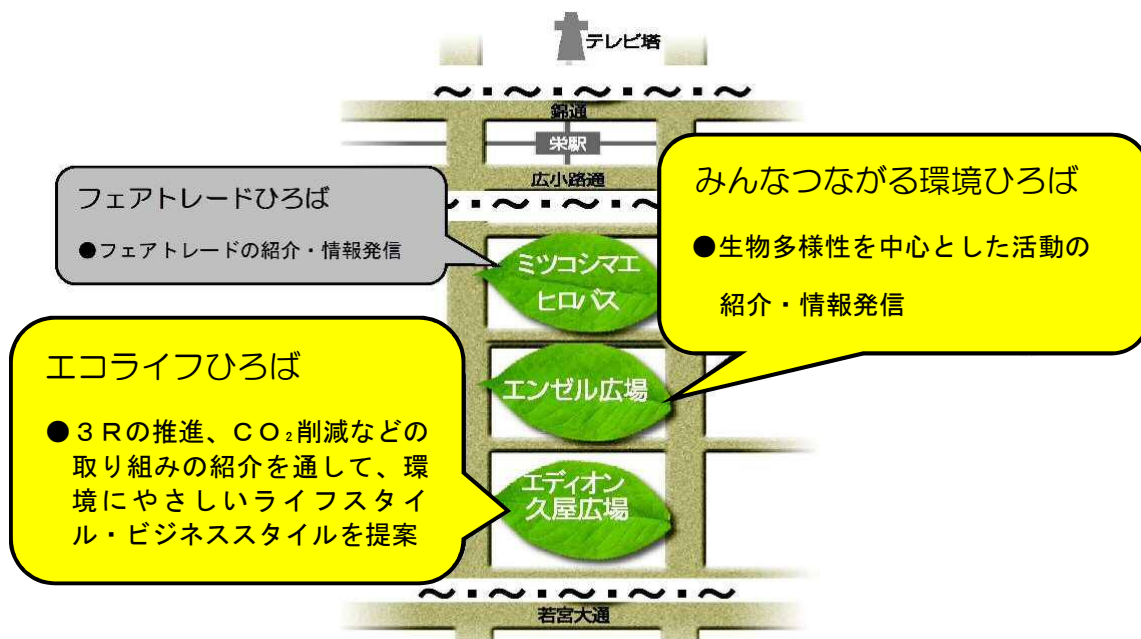 テレビ塔
錦通
栄駅
広小路通
フェアトレードひろば
●フェアトレードの紹介・情報発信
みんなつながる環境ひろば
●生物多様性を中心とした活動の
紹介・情報発信
ミツコシマエ
ヒロバス
エンゼル広場
エコライフひろば
●３Ｒの推進、ＣＯ₂削減などの
取り組みの紹介を通して、環
境にやさしいライフスタイ
ル・ビジネススタイルを提案
エディオン
久屋広場
若宮大通